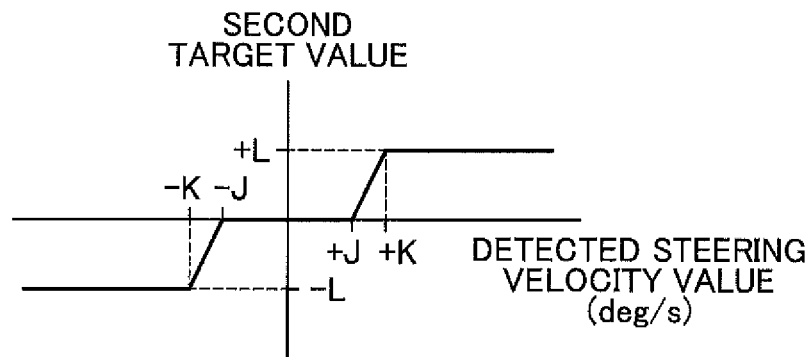 SECOND
TARGET VALUE
+L
-K -J
+J +K
DETECTED STEERING
VELOCITY VALUE
(deg/s)
-L